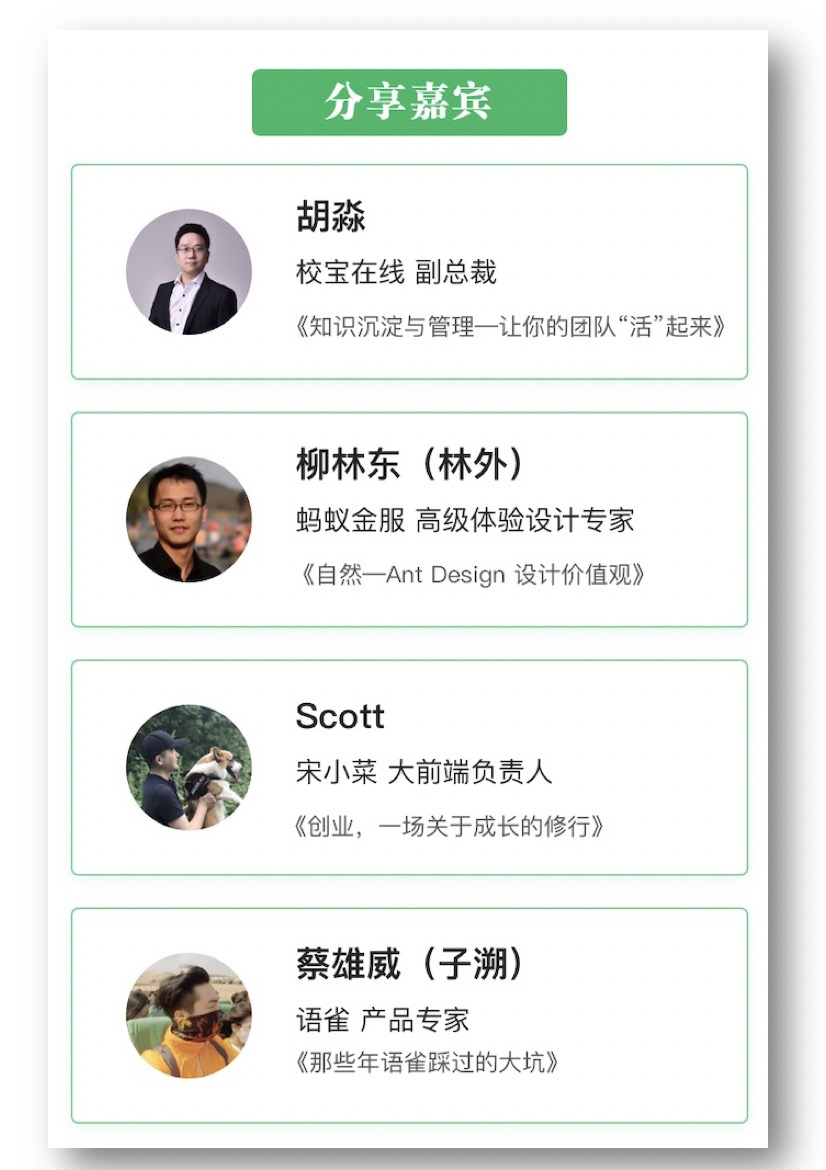 分享嘉宾
胡淼
校宝在线 副总裁
《知识沉淀与管理—让你的团队“活”起来》
柳林东（林外）
蚂蚁金服 高级体验设计专家
《自然—Ant Design 设计价值观》
Scott
宋小菜 大前端负责人
《创业，一场关于成长的修行》
蔡雄威（子溯）
语雀 产品专家
《那些年语雀踩过的大坑》